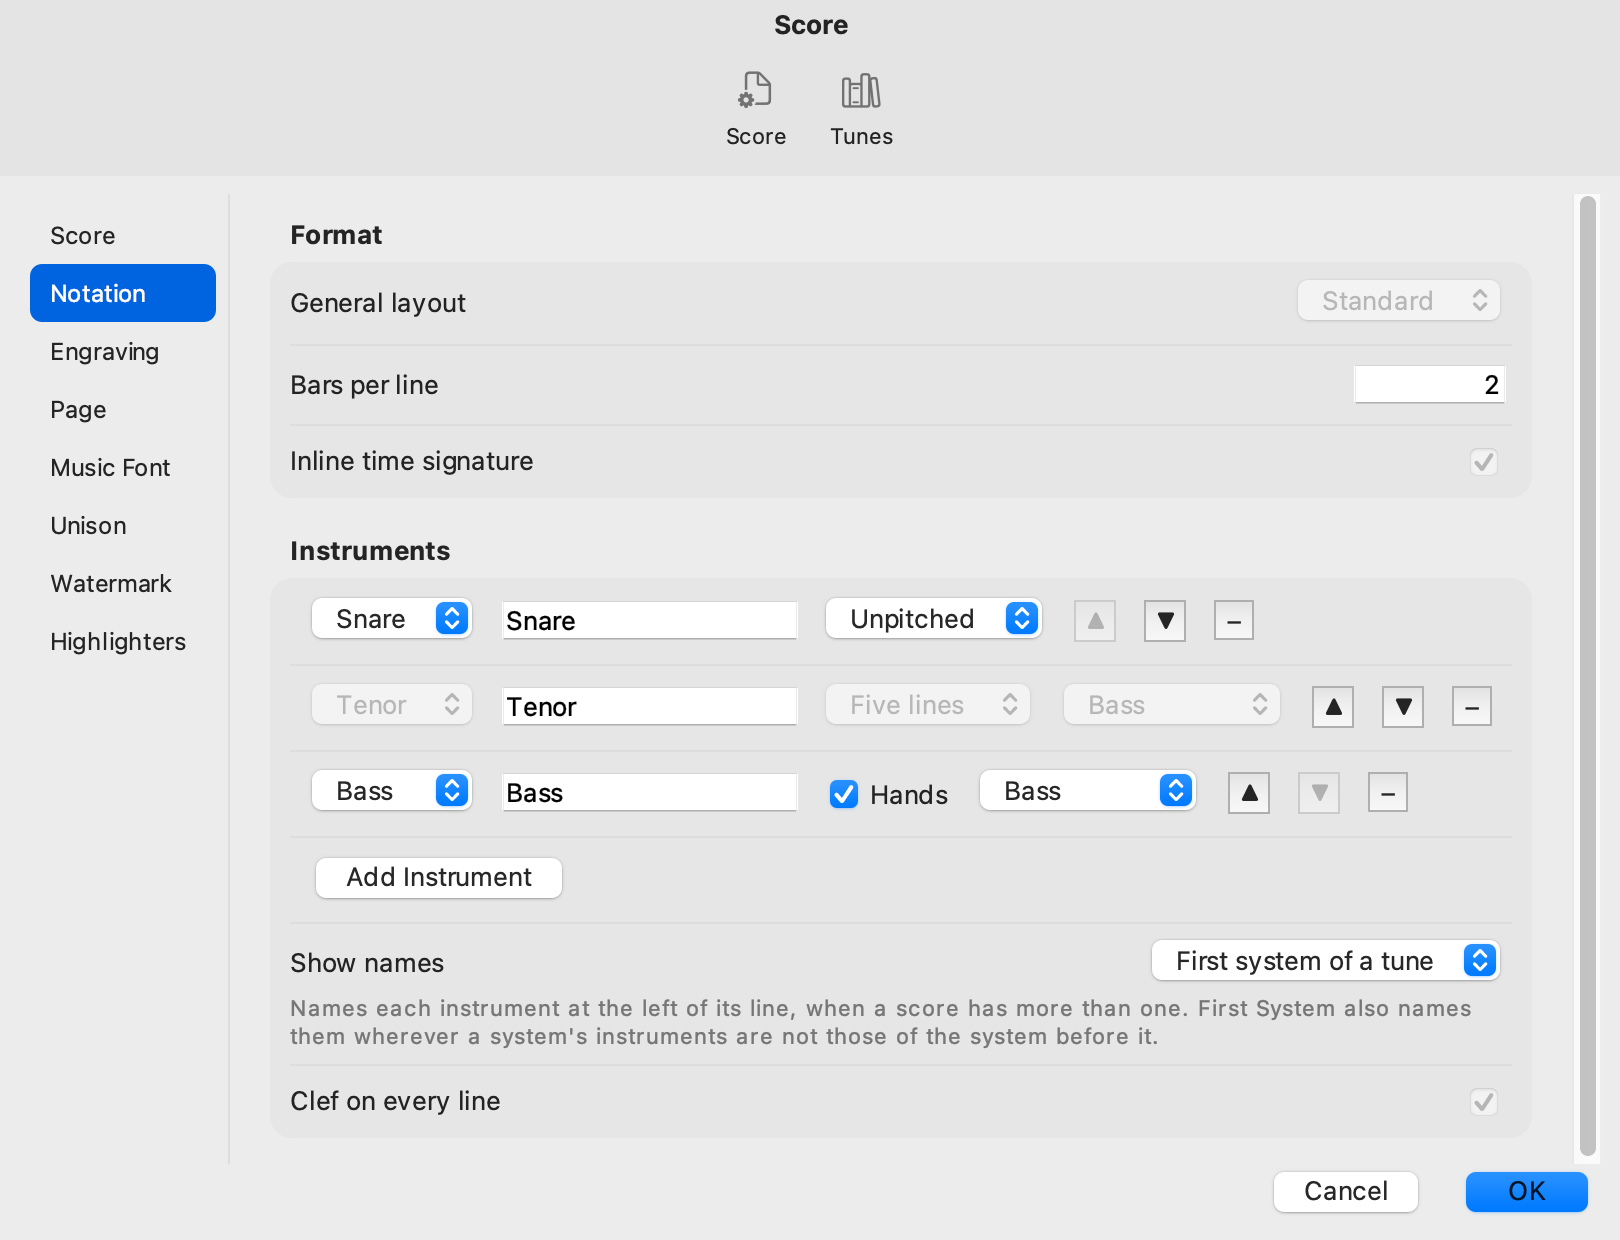 Score
Score Tunes
Score
Notation
Engraving
Page
Music Font
Unison
Watermark
Highlighters
Format
General layout Standard
Bars per line 2
Inline time signature
Instruments
Snare Snare Unpitched ▲ ▼ –
Tenor Tenor Five lines Bass ▲ ▼ –
Bass Bass Hands Bass ▲ ▼ –
Add Instrument
Show names First system of a tune
Names each instrument at the left of its line, when a score has more than one. First System also names
them wherever a system's instruments are not those of the system before it.
Clef on every line
Cancel OK